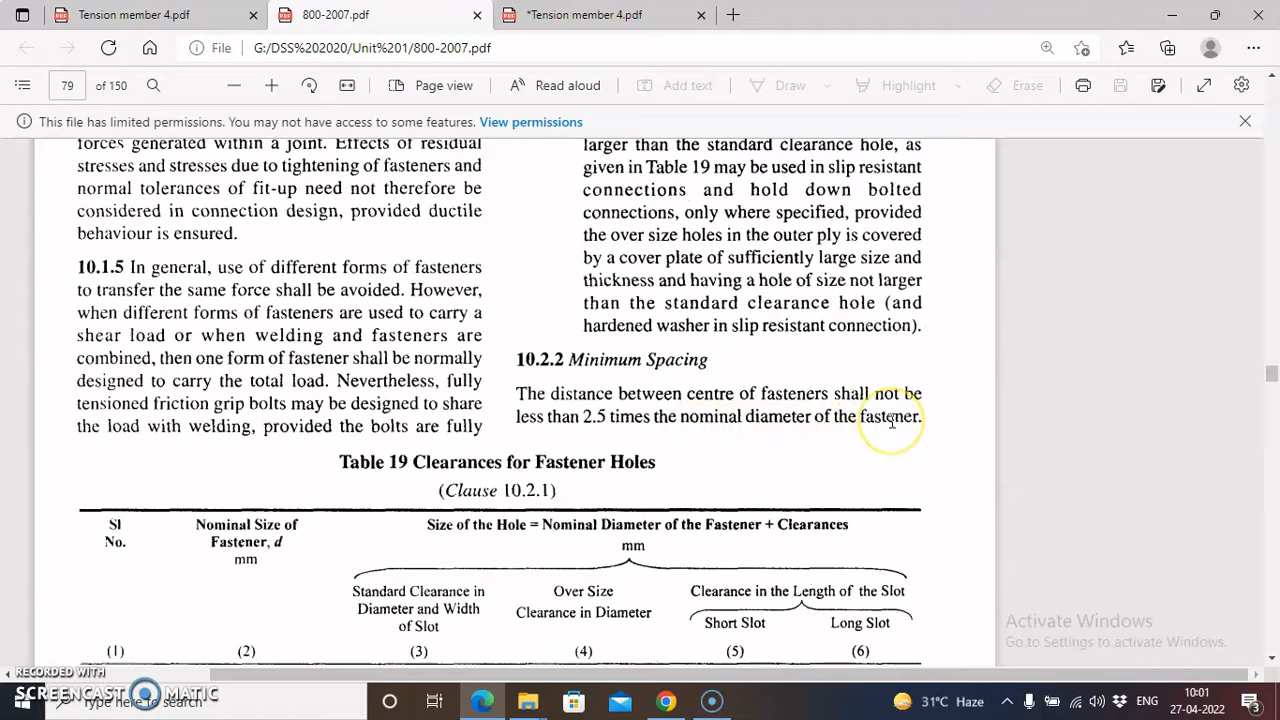 Tension member 4.pdf
800-2007.pdf
*Tension member 4.pdf
File
G:/DSS%202020/Unit%201/800-2007.pdf
79 of 150
Page view
Read aloud
Add text
Draw
Highlight
Erase
This file has limited permissions. You may not have access to some features. View permissions
forces generated within a joint. Effects of residual
stresses and stresses due to tightening of fasteners and
normal tolerances of fit-up need not therefore be
considered in connection design, provided ductile
behaviour is ensured.
10.1.5 In general, use of different forms of fasteners
to transfer the same force shall be avoided. However,
when different forms of fasteners are used to carry a
shear load or when welding and fasteners are
combined, then one form of fastener shall be normally
designed to carry the total load. Nevertheless, fully
tensioned friction grip bolts may be designed to share
the load with welding, provided the bolts are fully
larger than the standard clearance hole, as
given in Table 19 may be used in slip resistant
connections and hold down bolted
connections, only where specified, provided
the over size holes in the outer ply is covered
by a cover plate of sufficiently large size and
thickness and having a hole of size not larger
than the standard clearance hole (and
hardened washer in slip resistant connection).
10.2.2 Minimum Spacing
The distance between centre of fasteners shall not be
less than 2.5 times the nominal diameter of the fastener.
Table 19 Clearances for Fastener Holes
(Clause 10.2.1)
Sl
No.
Nominal Size of
Fastener, d
mm
Size of the Hole = Nominal Diameter of the Fastener + Clearances
mm
Standard Clearance in
Diameter and Width
of Slot
Over Size
Clearance in Diameter
Clearance in the Length of the Slot
Short Slot
Long Slot
(1) (2) (3) (4) (5) (6)
Activate Windows
Go to Settings to activate Windows.
RECORDED WITH
SCREENCAST MATIC
Type here to search
31°C Haze
ENG
10:01
27-04-2022
3